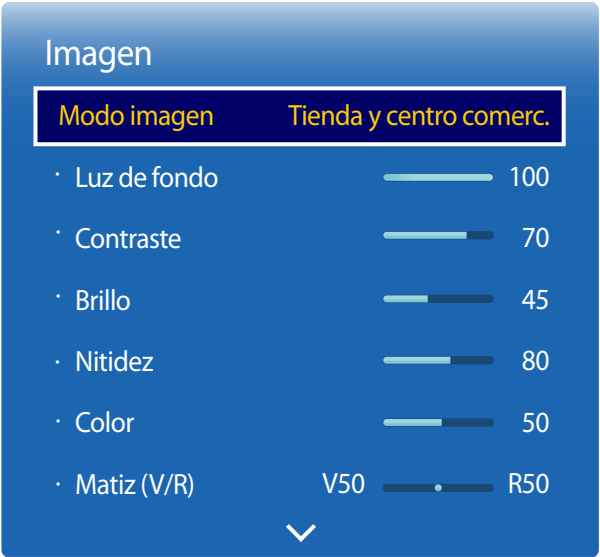 Imagen
Modo imagen Tienda y centro comerc.
· Luz de fondo 100
· Contraste 70
· Brillo 45
· Nitidez 80
· Color 50
· Matiz (V/R) V50 R50